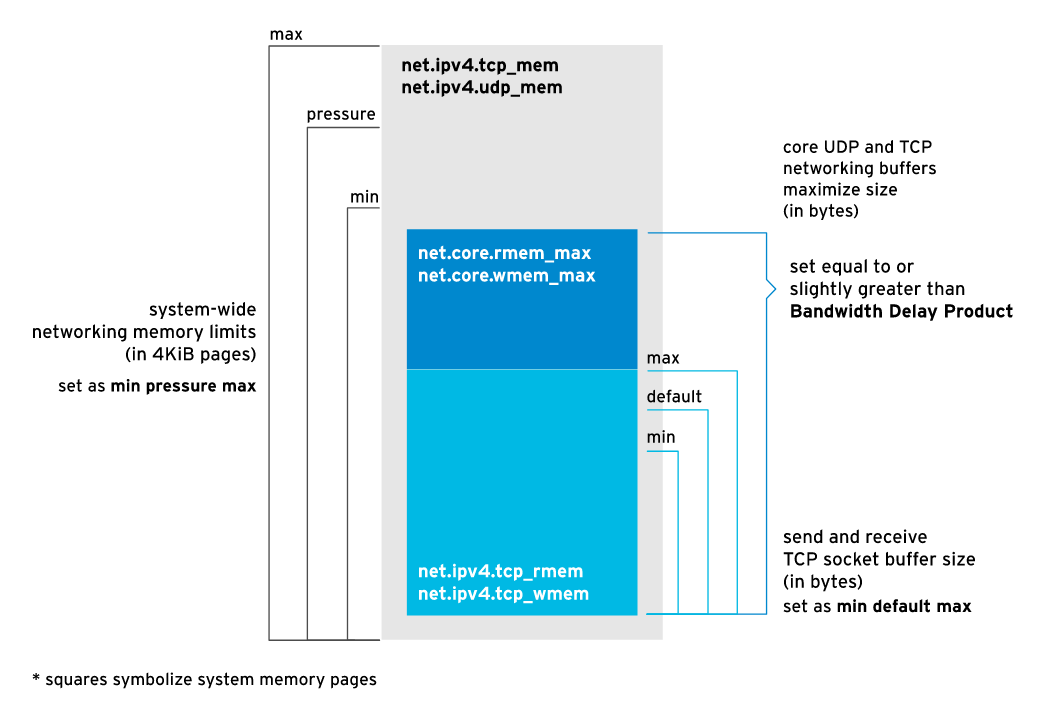 max
net.ipv4.tcp_mem
net.ipv4.udp_mem
pressure
min
core UDP and TCP
networking buffers
maximize size
(in bytes)
net.core.rmem_max
net.core.wmem_max
set equal to or
slightly greater than
Bandwidth Delay Product
system-wide
networking memory limits
(in 4KiB pages)
set as min pressure max
max
default
min
send and receive
TCP socket buffer size
(in bytes)
set as min default max
net.ipv4.tcp_rmem
net.ipv4.tcp_wmem
* squares symbolize system memory pages